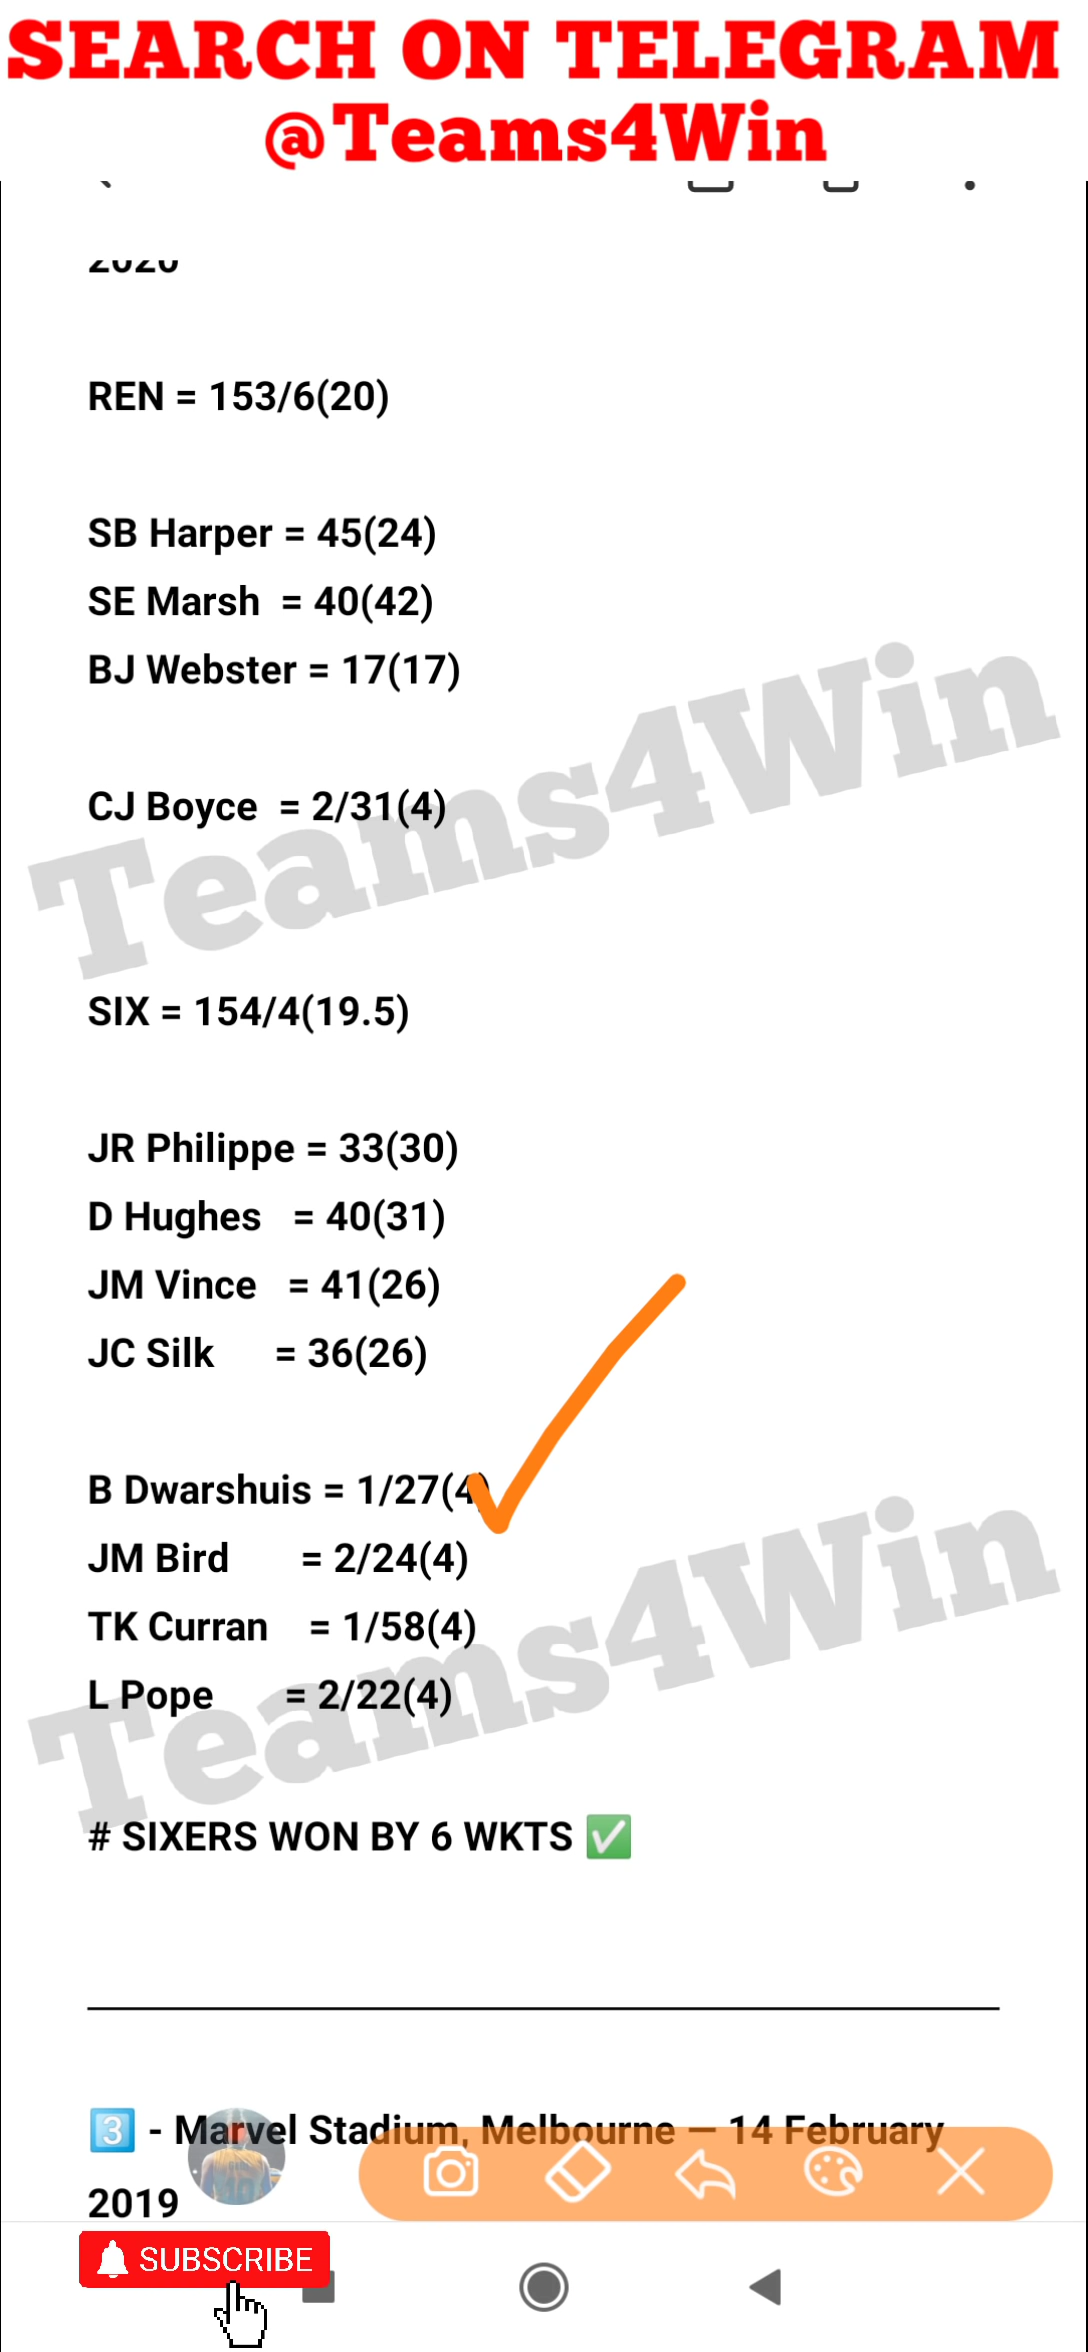 SEARCH ON TELEGRAM
@Teams4Win
2020
REN = 153/6(20)
SB Harper = 45(24)
SE Marsh = 40(42)
BJ Webster = 17(17)
Teams4Win
CJ Boyce = 2/31(4)
SIX = 154/4(19.5)
JR Philippe = 33(30)
D Hughes = 40(31)
JM Vince = 41(26)
JC Silk = 36(26)
B Dwarshuis = 1/27(4)
JM Bird = 2/24(4)
TK Curran = 1/58(4)
L Pope = 2/22(4)
Teams4Win
# SIXERS WON BY 6 WKTS ✅
3️⃣ - Marvel Stadium, Melbourne — 14 February
2019
SUBSCRIBE